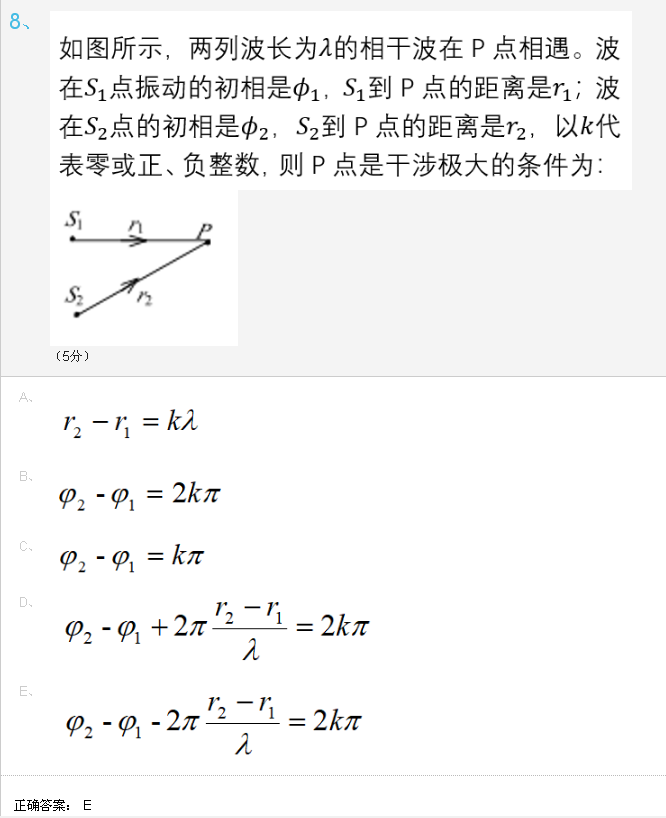 8、
如图所示，两列波长为λ的相干波在 P 点相遇。波
在S₁点振动的初相是ϕ₁，S₁到 P 点的距离是r₁；波
在S₂点的初相是ϕ₂，S₂到 P 点的距离是r₂，以k代
表零或正、负整数，则 P 点是干涉极大的条件为：
S₁ r₁ P
S₂ r₂
（5分）
A、
r₂ − r₁ = kλ
B、
φ₂ - φ₁ = 2kπ
C、
φ₂ - φ₁ = kπ
D、
φ₂ - φ₁ + 2π (r₂ − r₁)/λ = 2kπ
E、
φ₂ - φ₁ - 2π (r₂ − r₁)/λ = 2kπ
正确答案： E